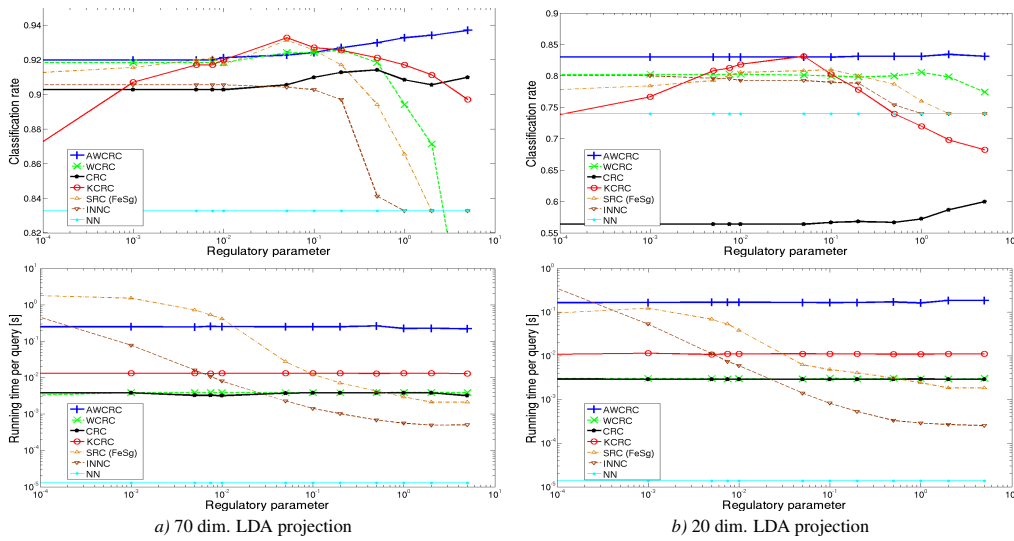 0.94
0.92
0.9
0.88
0.86
0.84
0.82
Classification rate
AWCRC
WCRC
CRC
KCRC
SRC (FeSg)
INNC
NN
10^-4 10^-3 10^-2 10^-1 10^0 10^1
Regulatory parameter
0.9
0.85
0.8
0.75
0.7
0.65
0.6
0.55
Classification rate
AWCRC
WCRC
CRC
KCRC
SRC (FeSg)
INNC
NN
10^-4 10^-3 10^-2 10^-1 10^0 10^1
Regulatory parameter
10^1
10^0
10^-1
10^-2
10^-3
10^-4
10^-5
Running time per query [s]
AWCRC
WCRC
CRC
KCRC
SRC (FeSg)
INNC
NN
10^-4 10^-3 10^-2 10^-1 10^0 10^1
Regulatory parameter
a) 70 dim. LDA projection
10^0
10^-1
10^-2
10^-3
10^-4
10^-5
Running time per query [s]
AWCRC
WCRC
CRC
KCRC
SRC (FeSg)
INNC
NN
10^-4 10^-3 10^-2 10^-1 10^0 10^1
Regulatory parameter
b) 20 dim. LDA projection